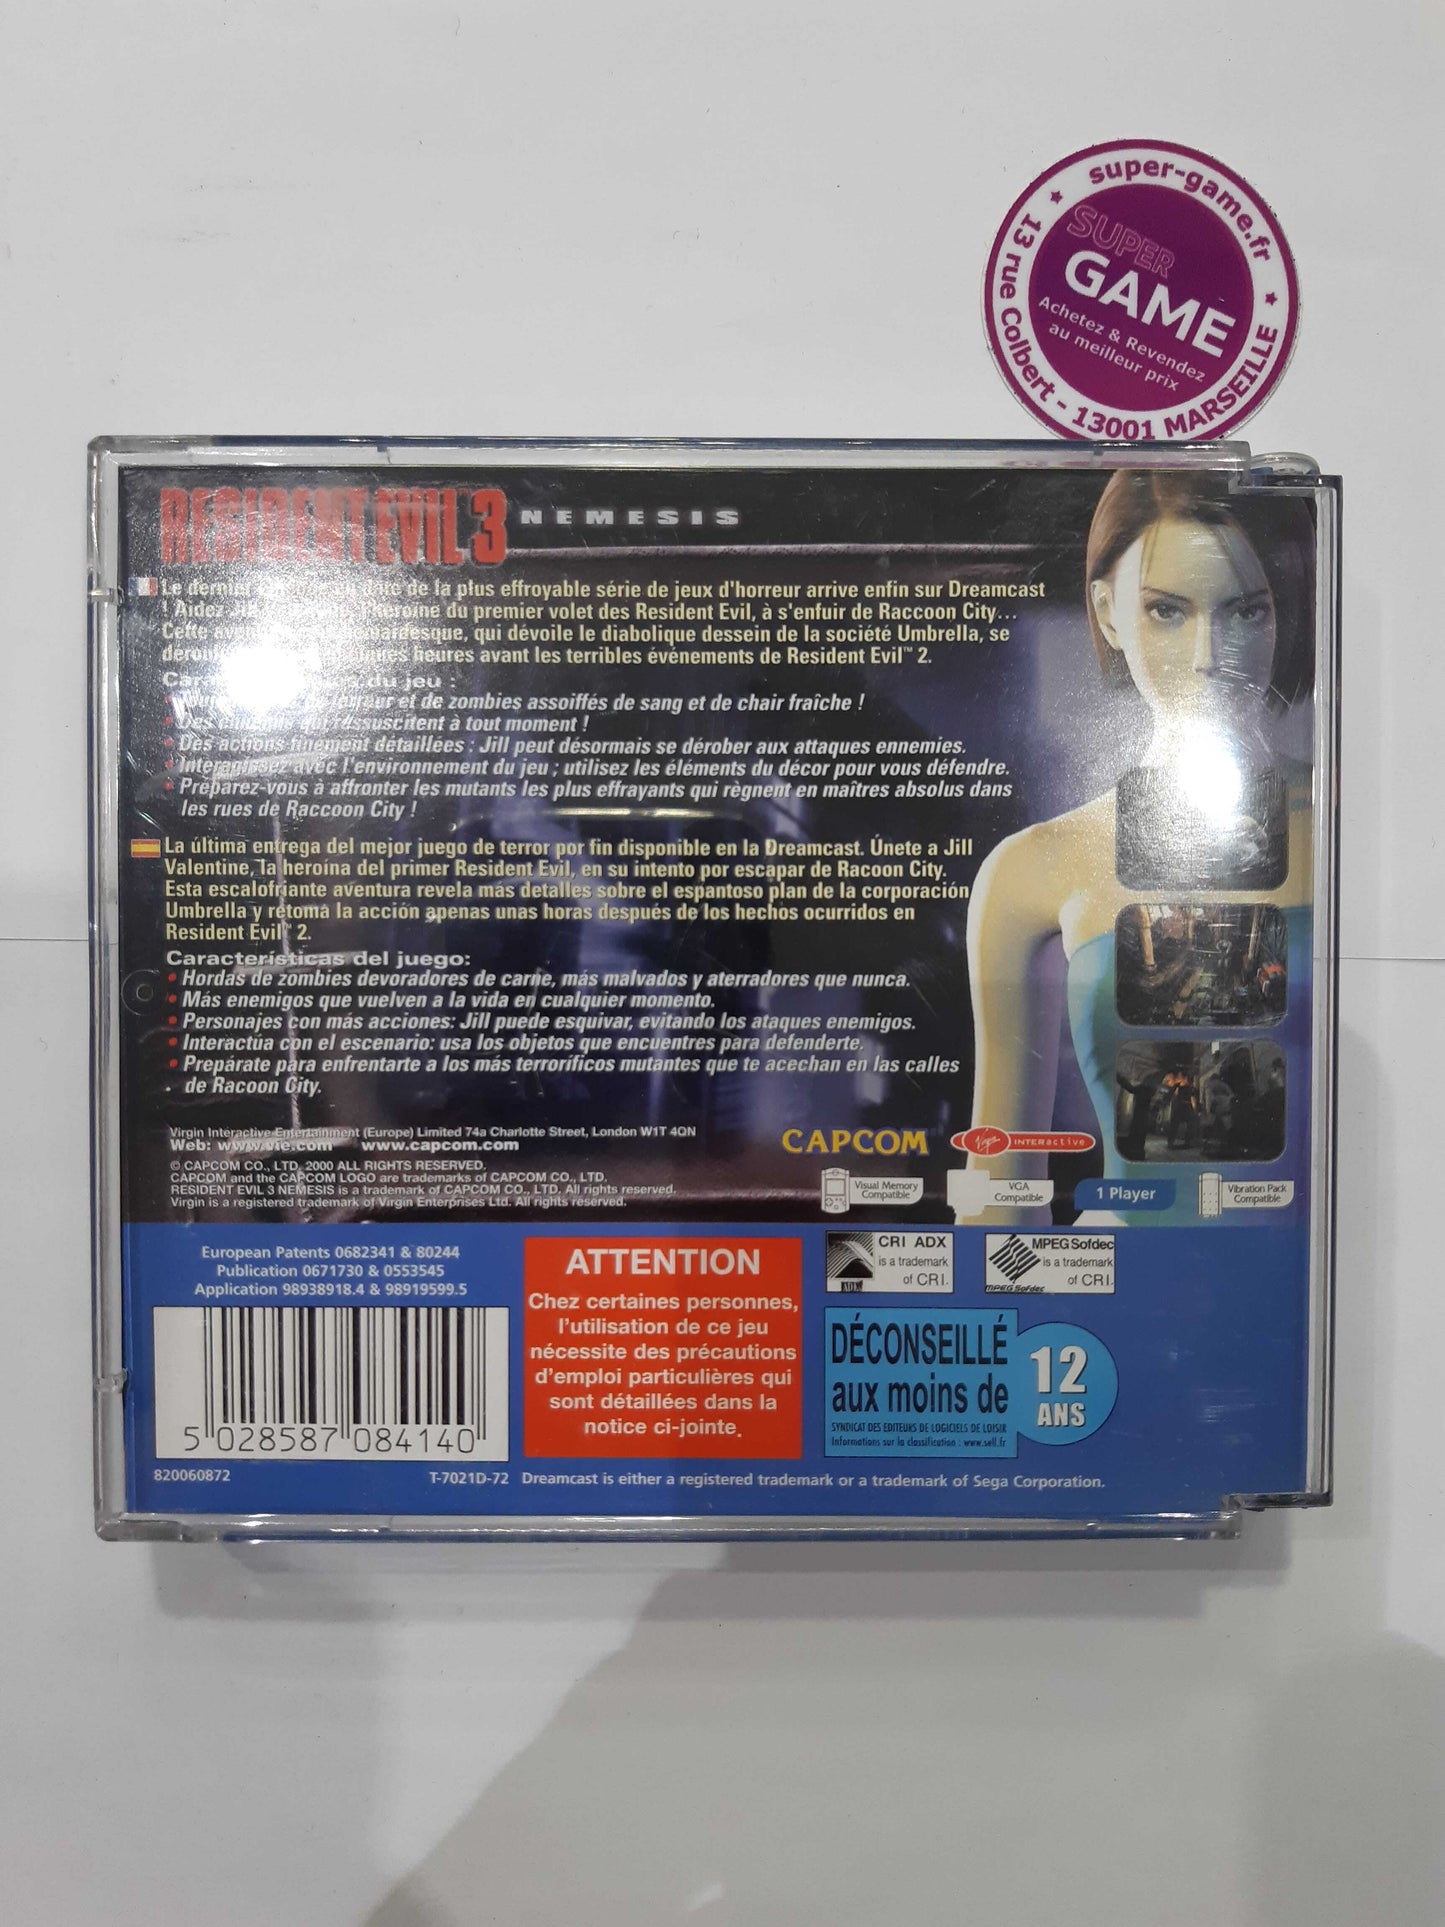 super-game.fr
13 rue Colbert - 13001 MARSEILLE
SUPER
GAME
Achetez & Revendez
au meilleur prix
RESIDENT EVIL 3 NEMESIS
Le dernier de la plus effroyable série de jeux d'horreur arrive enfin sur Dreamcast
! Aidez l'héroïne du premier volet des Resident Evil, à s'enfuir de Raccoon City...
Cette qui dévoile le diabolique dessein de la société Umbrella, se
heures avant les terribles événements de Resident Evil™ 2.
du jeu :
et de zombies assoiffés de sang et de chair fraîche !
• Des ressuscitent à tout moment !
• Des actions finement détaillées : Jill peut désormais se dérober aux attaques ennemies.
• Interagissez avec l'environnement du jeu ; utilisez les éléments du décor pour vous défendre.
• Préparez-vous à affronter les mutants les plus effrayants qui règnent en maîtres absolus dans
les rues de Raccoon City !
La última entrega del mejor juego de terror por fin disponible en la Dreamcast. Únete a Jill
Valentine, la heroína del primer Resident Evil, en su intento por escapar de Racoon City.
Esta escalofriante aventura revela más detalles sobre el espantoso plan de la corporación
Umbrella y retoma la acción apenas unas horas después de los hechos ocurridos en
Resident Evil™ 2.
Características del juego:
• Hordas de zombies devoradores de carne, más malvados y aterradores que nunca.
• Más enemigos que vuelven a la vida en cualquier momento.
• Personajes con más acciones: Jill puede esquivar, evitando los ataques enemigos.
• Interactúa con el escenario: usa los objetos que encuentres para defenderte.
• Prepárate para enfrentarte a los más terroríficos mutantes que te acechan en las calles
de Racoon City.
Virgin Interactive Entertainment (Europe) Limited 74a Charlotte Street, London W1T 4QN
Web: www.vie.com www.capcom.com
© CAPCOM CO., LTD. 2000 ALL RIGHTS RESERVED.
CAPCOM and the CAPCOM LOGO are trademarks of CAPCOM CO., LTD.
RESIDENT EVIL 3 NEMESIS is a trademark of CAPCOM CO., LTD. All rights reserved.
Virgin is a registered trademark of Virgin Enterprises Ltd. All rights reserved.
CAPCOM
Virgin INTERactive
Visual Memory
Compatible
VGA
Compatible
1 Player
Vibration Pack
Compatible
European Patents 0682341 & 80244
Publication 0671730 & 0553545
Application 98938918.4 & 98919599.5
5 028587 084140
820060872
T-7021D-72
ATTENTION
Chez certaines personnes,
l'utilisation de ce jeu
nécessite des précautions
d'emploi particulières qui
sont détaillées dans la
notice ci-jointe.
ADX
CRI ADX
is a trademark
of CRI.
MPEG Sofdec
MPEG Sofdec
is a trademark
of CRI.
DÉCONSEILLÉ
aux moins de
12
ANS
SYNDICAT DES EDITEURS DE LOGICIELS DE LOISIR
Informations sur la classification : www.sell.fr
Dreamcast is either a registered trademark or a trademark of Sega Corporation.